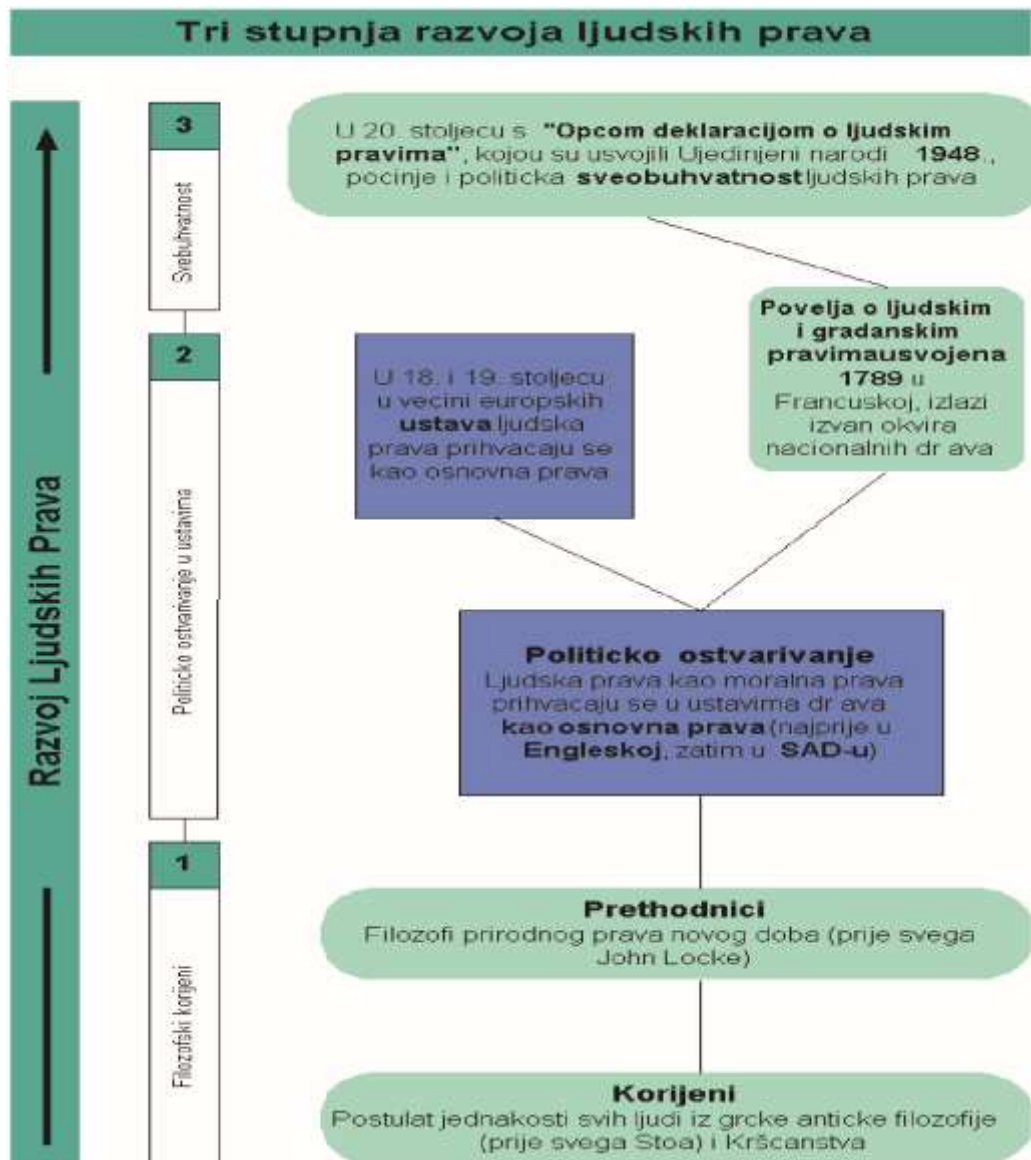 Tri stupnja razvoja ljudskih prava
Razvoj Ljudskih Prava
3
Svebuhvatnost
U 20. stoljecu s "Opcom deklaracijom o ljudskim
pravima", kojou su usvojili Ujedinjeni narodi 1948.,
pocinje i politicka sveobuhvatnost ljudskih prava
2
Politicko ostvarivanje u ustavima
U 18. i 19. stoljecu
u vecini europskih
ustava ljudska
prava prihvacaju se
kao osnovna prava
Povelja o ljudskim
i gradanskim
pravimausvojena
1789 u
Francuskoj, izlazi
izvan okvira
nacionalnih dr ava
Politicko ostvarivanje
Ljudska prava kao moralna prava
prihvacaju se u ustavima dr ava
kao osnovna prava (najprije u
Engleskoj, zatim u SAD-u)
1
Filozofski korijeni
Prethodnici
Filozofi prirodnog prava novog doba (prije svega
John Locke)
Korijeni
Postulat jednakosti svih ljudi iz grcke anticke filozofije
(prije svega Stoa) i Kršcanstva